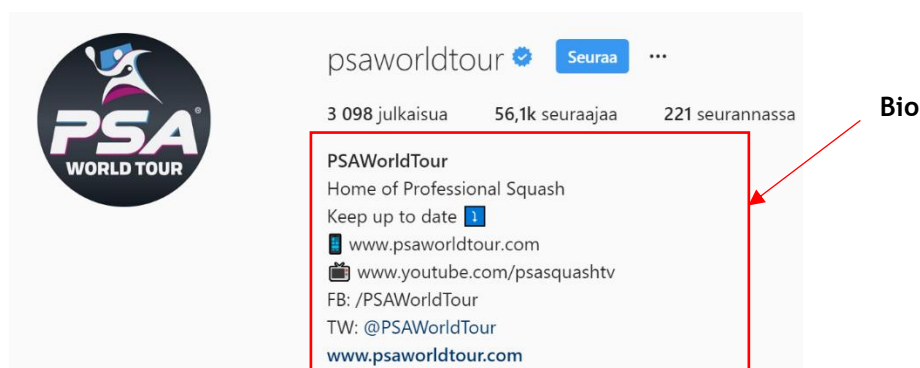 PSA®
WORLD TOUR
psaworldtour Seuraa ...
3 098 julkaisua 56,1k seuraajaa 221 seurannassa
Bio
PSAWorldTour
Home of Professional Squash
Keep up to date ⤵
www.psaworldtour.com
www.youtube.com/psasquashtv
FB: /PSAWorldTour
TW: @PSAWorldTour
www.psaworldtour.com